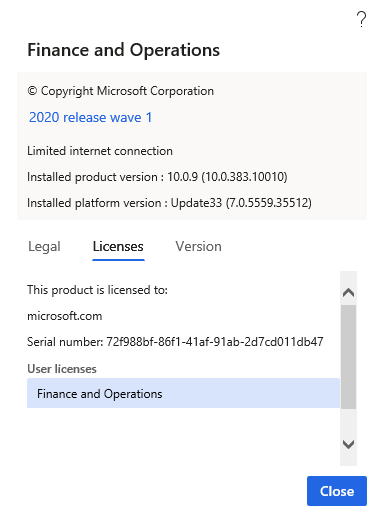 ?
Finance and Operations
© Copyright Microsoft Corporation
2020 release wave 1
Limited internet connection
Installed product version : 10.0.9 (10.0.383.10010)
Installed platform version : Update33 (7.0.5559.35512)
Legal Licenses Version
This product is licensed to:
microsoft.com
Serial number: 72f988bf-86f1-41af-91ab-2d7cd011db47
User licenses
Finance and Operations
Close